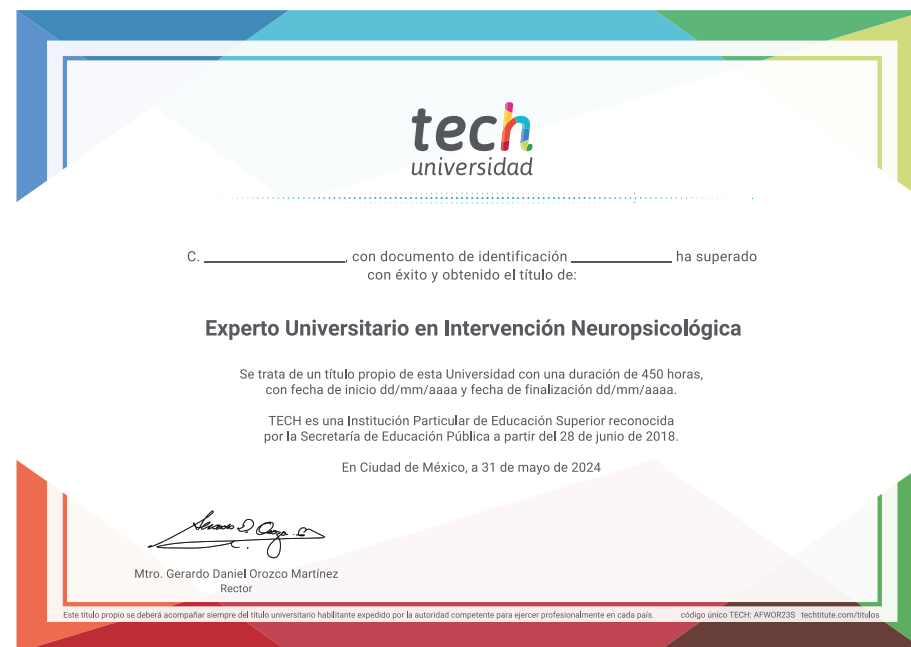 tech
universidad
C. ____________, con documento de identificación ____________ ha superado
con éxito y obtenido el título de:
Experto Universitario en Intervención Neuropsicológica
Se trata de un título propio de esta Universidad con una duración de 450 horas,
con fecha de inicio dd/mm/aaaa y fecha de finalización dd/mm/aaaa.
TECH es una Institución Particular de Educación Superior reconocida
por la Secretaría de Educación Pública a partir del 28 de junio de 2018.
En Ciudad de México, a 31 de mayo de 2024
Mtro. Gerardo Daniel Orozco Martínez
Rector
Este título propio se deberá acompañar siempre del título universitario habilitante expedido por la autoridad competente para ejercer profesionalmente en cada país. código único TECH: AFWOR23S techtitute.com/titulos